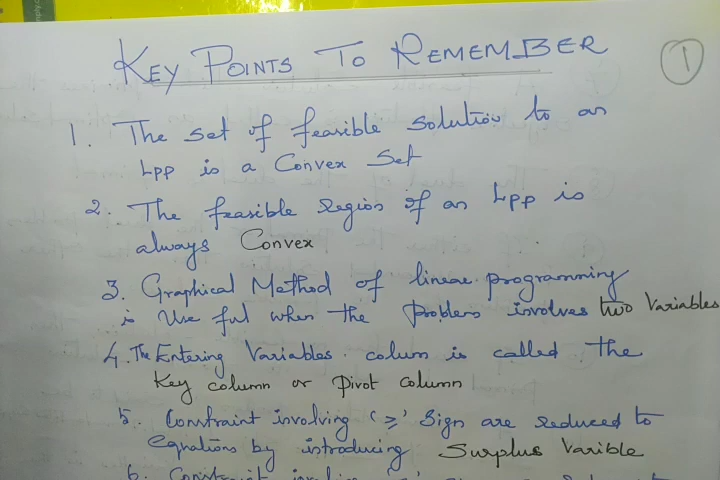 KEY POINTS TO REMEMBER
1
1. The set of feasible solution to an
Lpp is a Convex Set
2. The feasible region of an Lpp is
always Convex
3. Graphical Method of linear programming
is Use ful when the problem involves two Variables
4. The Entering Variables colum is called the
Key column or pivot column
5. Constraint involving '≥' Sign are reduced to
equations by introducing Surplus Varible
6. Constraint